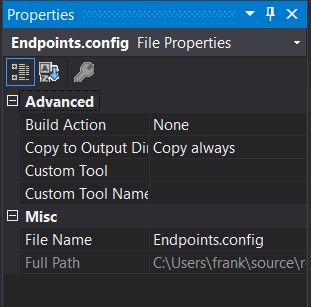 Properties
Endpoints.config File Properties
Advanced
Build Action None
Copy to Output Dir Copy always
Custom Tool
Custom Tool Name
Misc
File Name Endpoints.config
Full Path C:\Users\frank\source\r